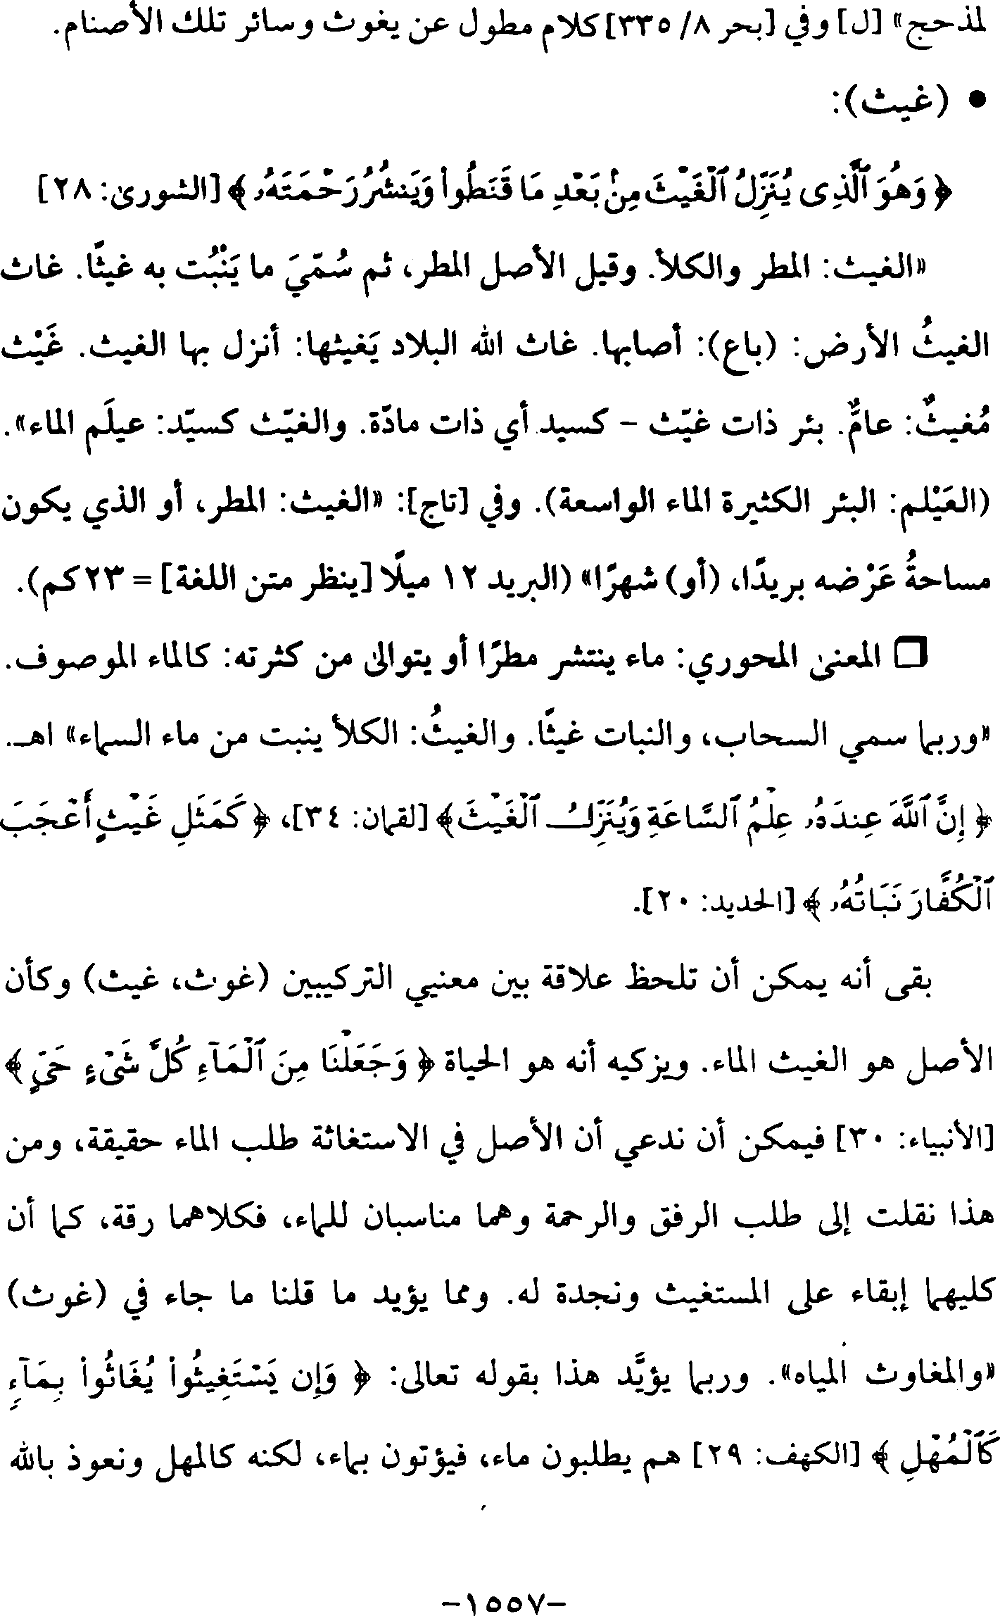 لمذحج» [ل] وفي [بحر ٨/ ٣٣٥] كلام مطول عن يغوث وسائر تلك الأصنام.
• (غيث):
﴿ وَهُوَ ٱلَّذِى يُنَزِّلُ ٱلْغَيْثَ مِنۢ بَعْدِ مَا قَنَطُوا۟ وَيَنشُرُ رَحْمَتَهُۥ ﴾ [الشورى: ٢٨]
«الغيث: المطر والكلأ. وقيل الأصل المطر، ثم سُمّيَ ما يَنْبُت به غيثًا. غاث
الغيثُ الأرض: (باع): أصابها. غاث الله البلاد يَغيثها: أنزل بها الغيث. غَيْث
مُغيثٌ: عامٌّ. بئر ذات غيّث – كسيد أي ذات مادّة. والغيّث كسيّد: عيلَم الماء».
(العَيْلم: البئر الكثيرة الماء الواسعة). وفي [تاج]: «الغيث: المطر، أو الذي يكون
مساحةُ عَرْضه بريدًا، (أو) شهرًا» (البريد ١٢ ميلًا [ينظر متن اللغة] = ٢٣كم).
□ المعنى المحوري: ماء ينتشر مطرًا أو يتوالى من كثرته: كالماء الموصوف.
«وربما سمي السحاب، والنبات غيثًا. والغيثُ: الكلأ ينبت من ماء السماء» اهـ.
﴿ إِنَّ ٱللَّهَ عِندَهُۥ عِلْمُ ٱلسَّاعَةِ وَيُنَزِّلُ ٱلْغَيْثَ﴾ [لقمان: ٣٤]، ﴿ كَمَثَلِ غَيْثٍ أَعْجَبَ
ٱلْكُفَّارَ نَبَاتُهُۥ ﴾ [الحديد: ٢٠].
بقى أنه يمكن أن تلحظ علاقة بين معنيي التركيبين (غوث، غيث) وكأن
الأصل هو الغيث الماء. ويزكيه أنه هو الحياة ﴿ وَجَعَلْنَا مِنَ ٱلْمَآءِ كُلَّ شَىْءٍ حَىٍّ ﴾
[الأنبياء: ٣٠] فيمكن أن ندعي أن الأصل في الاستغاثة طلب الماء حقيقة، ومن
هذا نقلت إلى طلب الرفق والرحمة وهما مناسبان للماء، فكلاهما رقة، كما أن
كليهما إبقاء على المستغيث ونجدة له. ومما يؤيد ما قلنا ما جاء في (غوث)
«والمغاوث المياه». وربما يؤيَّد هذا بقوله تعالى: ﴿ وَإِن يَسْتَغِيثُوا۟ يُغَاثُوا۟ بِمَآءٍ
كَٱلْمُهْلِ ﴾ [الكهف: ٢٩] هم يطلبون ماء، فيؤتون بماء، لكنه كالمهل ونعوذ بالله
-١٥٥٧-